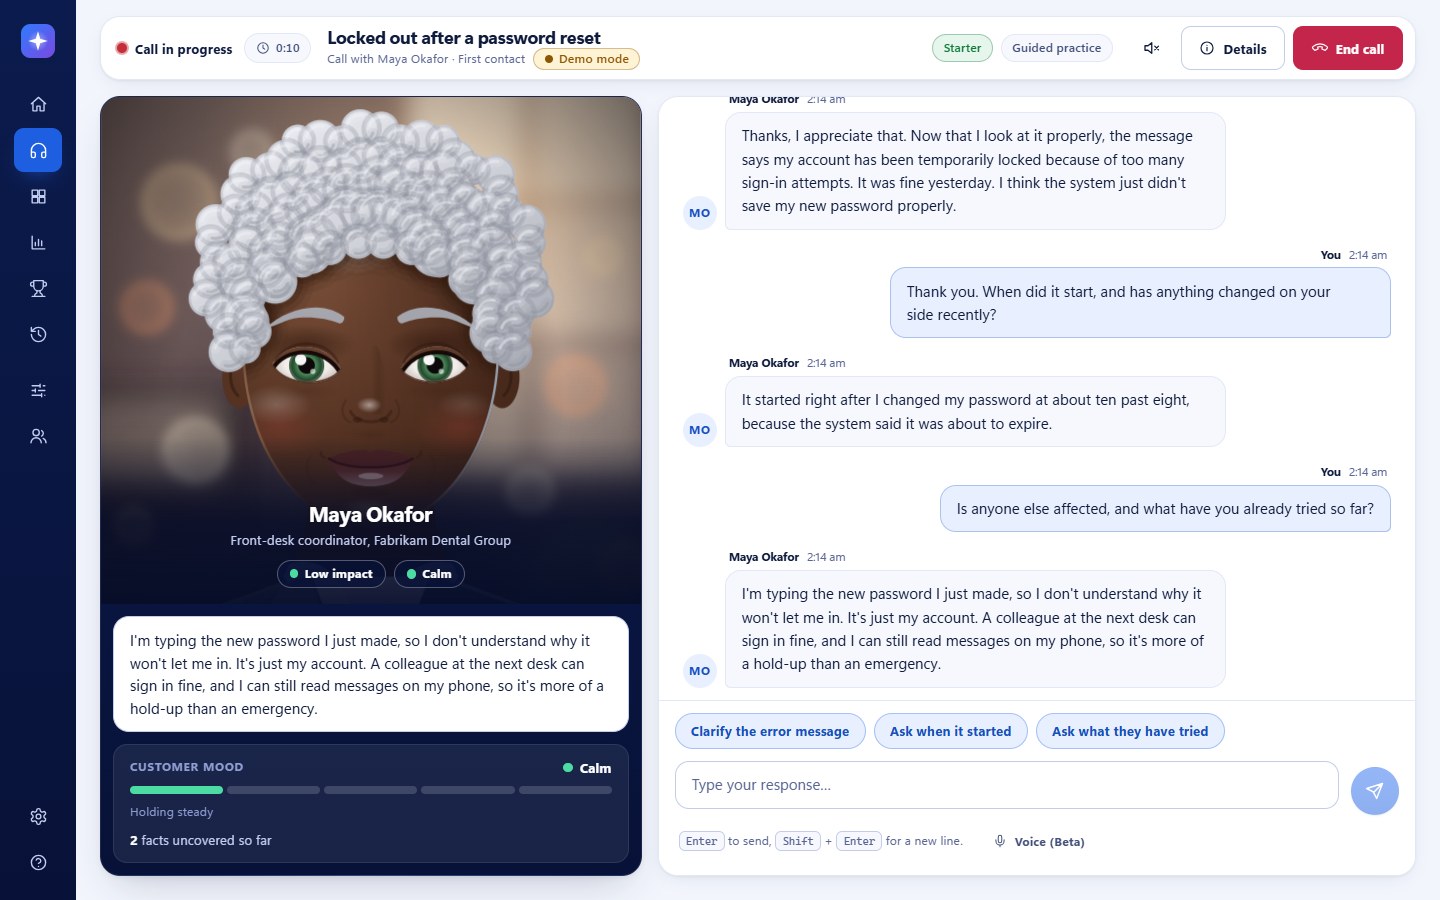 Call in progress
0:10
Locked out after a password reset
Call with Maya Okafor · First contact
Demo mode
Starter
Guided practice
Details
End call
Maya Okafor
Front-desk coordinator, Fabrikam Dental Group
Low impact
Calm
I'm typing the new password I just made, so I don't understand why it
won't let me in. It's just my account. A colleague at the next desk can
sign in fine, and I can still read messages on my phone, so it's more of a
hold-up than an emergency.
CUSTOMER MOOD
Calm
Holding steady
2 facts uncovered so far
Maya Okafor 2:14 am
Thanks, I appreciate that. Now that I look at it properly, the message
says my account has been temporarily locked because of too many
sign-in attempts. It was fine yesterday. I think the system just didn't
save my new password properly.
MO
You 2:14 am
Thank you. When did it start, and has anything changed on your
side recently?
Maya Okafor 2:14 am
It started right after I changed my password at about ten past eight,
because the system said it was about to expire.
MO
You 2:14 am
Is anyone else affected, and what have you already tried so far?
Maya Okafor 2:14 am
I'm typing the new password I just made, so I don't understand why it
won't let me in. It's just my account. A colleague at the next desk can
sign in fine, and I can still read messages on my phone, so it's more of
a hold-up than an emergency.
MO
Clarify the error message
Ask when it started
Ask what they have tried
Type your response...
Enter to send, Shift + Enter for a new line.
Voice (Beta)